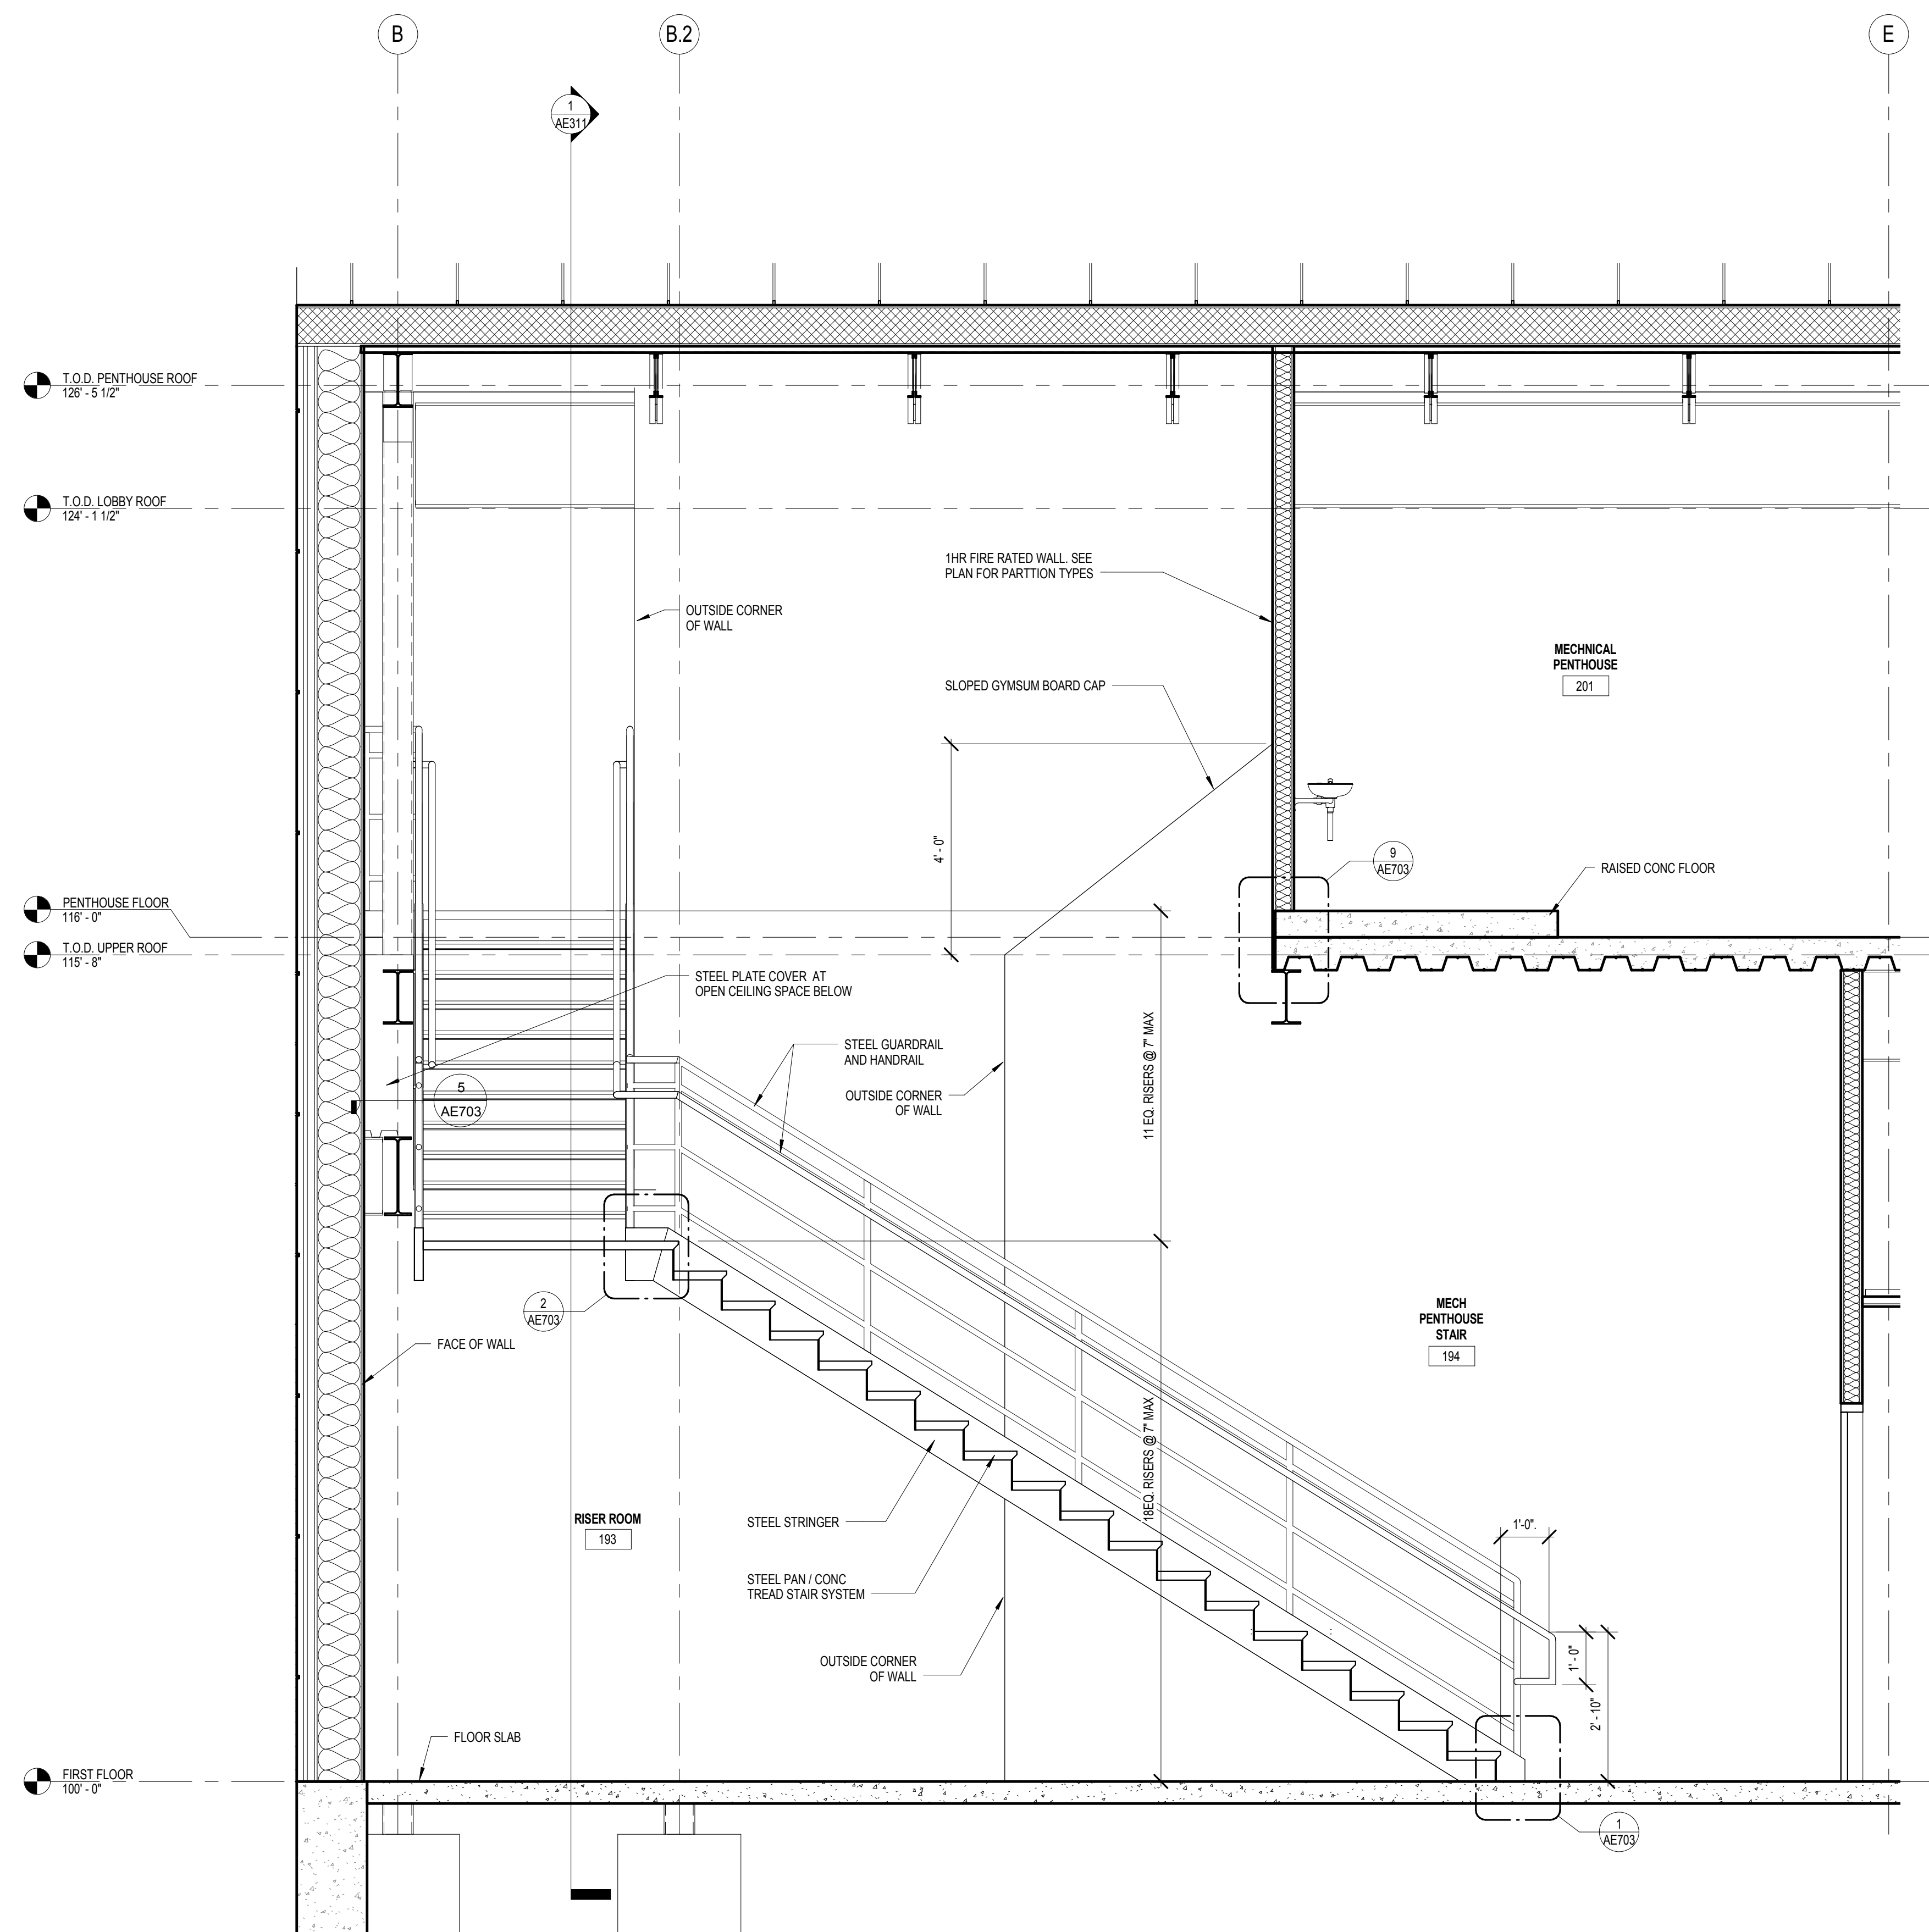 B
B.2
E
1
AE311
T.O.D. PENTHOUSE ROOF
126' - 5 1/2"
T.O.D. LOBBY ROOF
124' - 1 1/2"
1HR FIRE RATED WALL. SEE
PLAN FOR PARTTION TYPES
OUTSIDE CORNER
OF WALL
MECHNICAL
PENTHOUSE
201
SLOPED GYMSUM BOARD CAP
4' - 0"
9
AE703
RAISED CONC FLOOR
PENTHOUSE FLOOR
116' - 0"
T.O.D. UPPER ROOF
115' - 8"
STEEL PLATE COVER AT
OPEN CEILING SPACE BELOW
STEEL GUARDRAIL
AND HANDRAIL
11 EQ. RISERS @ 7" MAX
5
AE703
OUTSIDE CORNER
OF WALL
2
AE703
MECH
PENTHOUSE
STAIR
194
FACE OF WALL
18EQ. RISERS @ 7" MAX
RISER ROOM
193
STEEL STRINGER
1'-0".
STEEL PAN / CONC
TREAD STAIR SYSTEM
OUTSIDE CORNER
OF WALL
1' - 0"
2' - 10"
FLOOR SLAB
FIRST FLOOR
100' - 0"
1
AE703